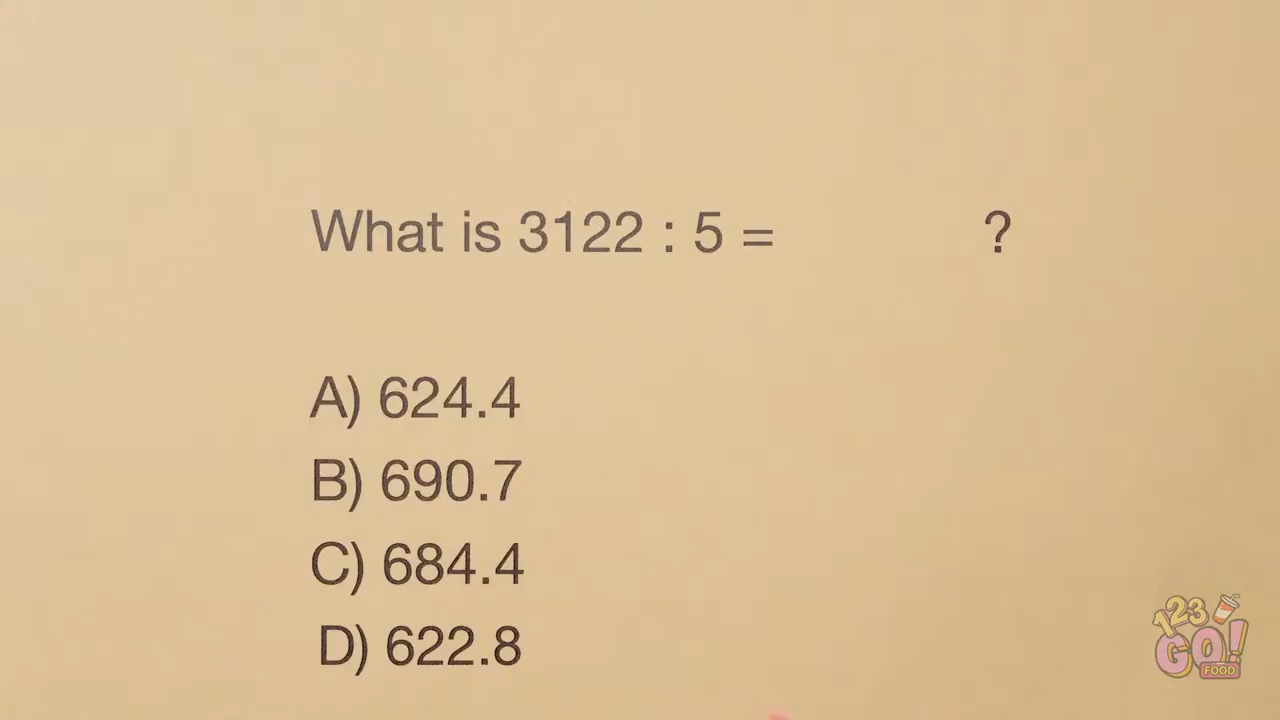 What is 3122 : 5 = ?
A) 624.4
B) 690.7
C) 684.4
D) 622.8
123
GO!
FOOD